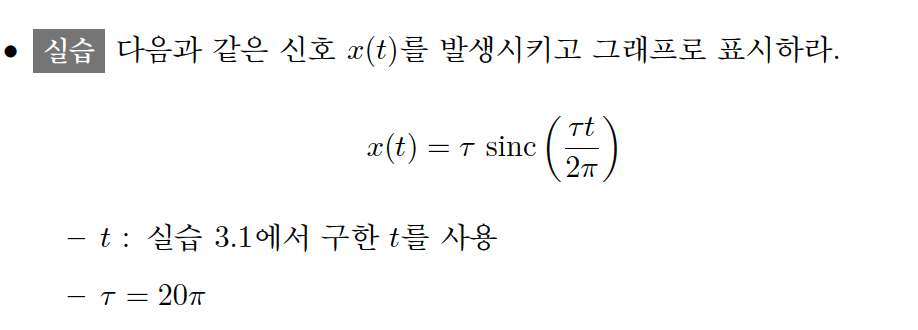 • 실습 다음과 같은 신호 x(t)를 발생시키고 그래프로 표시하라.
x(t) = τ sinc(τt/2π)
– t : 실습 3.1에서 구한 t를 사용
– τ = 20π